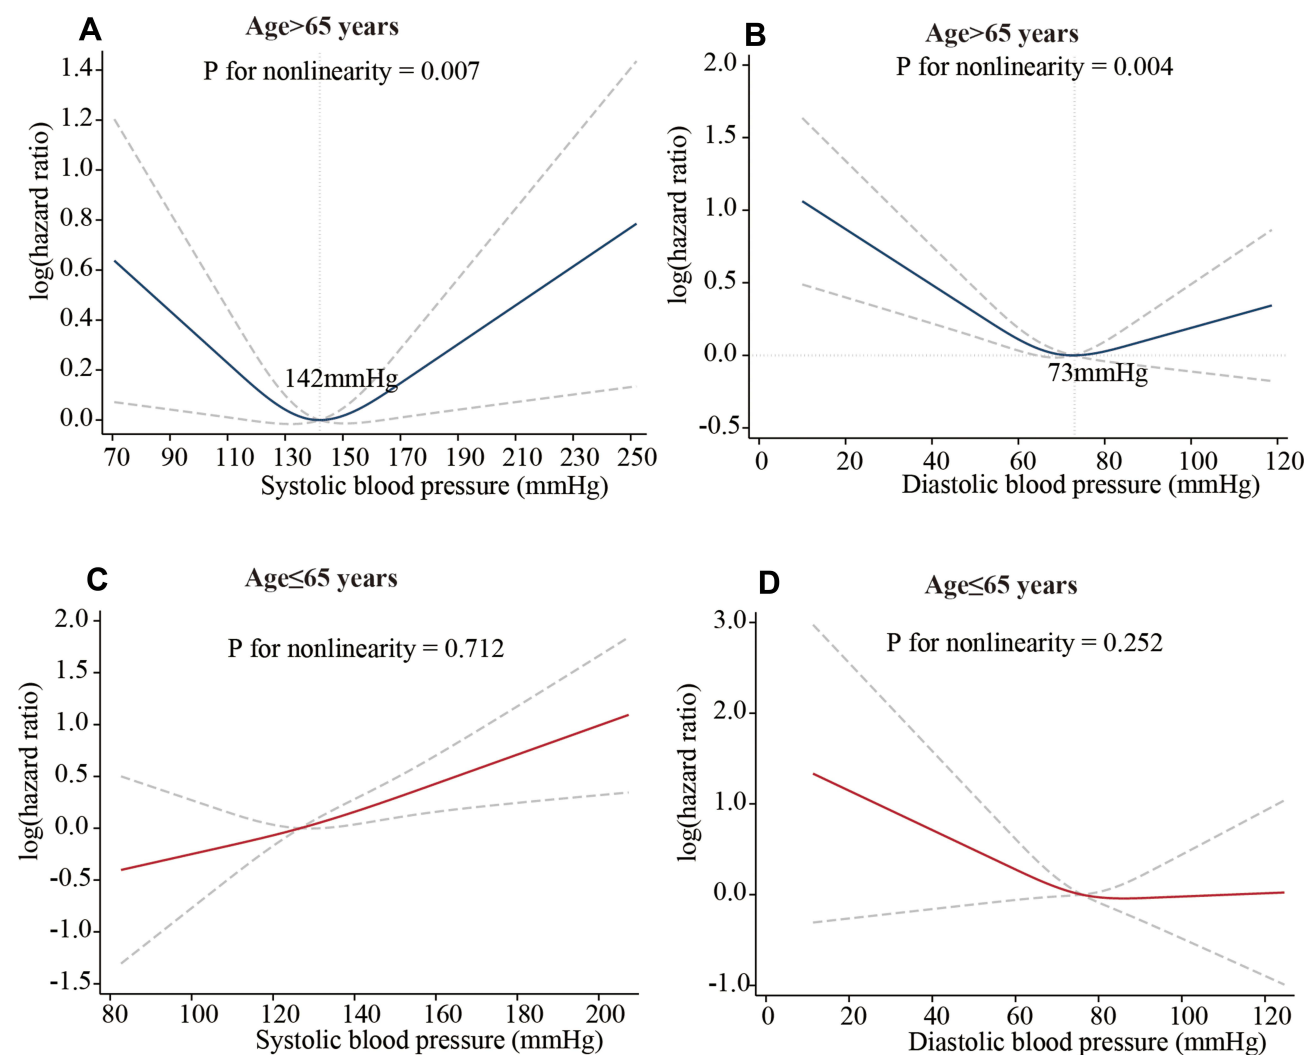 A
Age>65 years
P for nonlinearity = 0.007
log(hazard ratio)
1.4
1.2
1.0
0.8
0.6
0.4
0.2
0.0
142mmHg
70 90 110 130 150 170 190 210 230 250
Systolic blood pressure (mmHg)
B
Age>65 years
P for nonlinearity = 0.004
log(hazard ratio)
2.0
1.5
1.0
0.5
0.0
-0.5
73mmHg
0 20 40 60 80 100 120
Diastolic blood pressure (mmHg)
C
Age≤65 years
P for nonlinearity = 0.712
log(hazard ratio)
2.0
1.5
1.0
0.5
0.0
-0.5
-1.0
-1.5
80 100 120 140 160 180 200
Systolic blood pressure (mmHg)
D
Age≤65 years
P for nonlinearity = 0.252
log(hazard ratio)
3.0
2.0
1.0
0.0
-1.0
0 20 40 60 80 100 120
Diastolic blood pressure (mmHg)